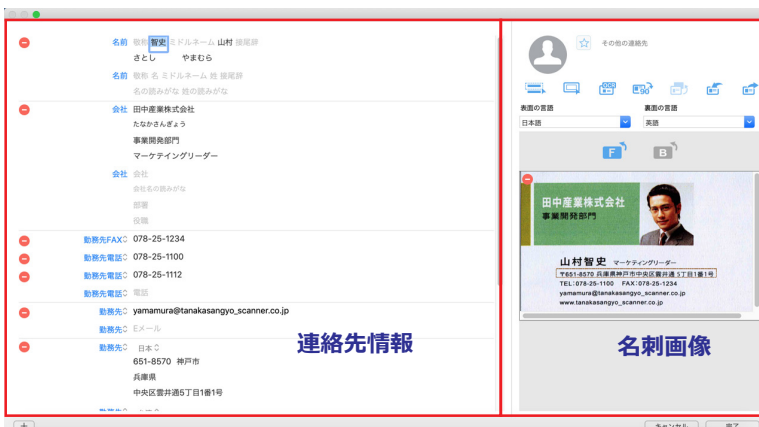 名前 敬称 智史 ミドルネーム 山村 接尾辞
さとし やまむら
名前 敬称 名 ミドルネーム 姓 接尾辞
名の読みがな 姓の読みがな
会社 田中産業株式会社
たなかさんぎょう
事業開発部門
マーケテイングリーダー
会社 会社
会社名の読みがな
部署
役職
勤務先FAX 078-25-1234
勤務先電話 078-25-1100
勤務先電話 078-25-1112
勤務先電話 電話
勤務先 yamamura@tanakasangyo_scanner.co.jp
勤務先 Eメール
勤務先 日本
651-8570 神戸市
兵庫県
中央区雲井通5丁目1番1号
連絡先情報
その他の連絡先
OCR
90°
表面の言語 裏面の言語
日本語 英語
F B
田中産業株式会社
事業開発部門
山村智史 マーケティングリーダー
〒651-8570 兵庫県神戸市中央区雲井通 5丁目1番1号
TEL:078-25-1100 FAX:078-25-1234
yamamura@tanakasangyo_scanner.co.jp
www.tanakasangyo_scanner.co.jp
名刺画像
キャンセル 完了